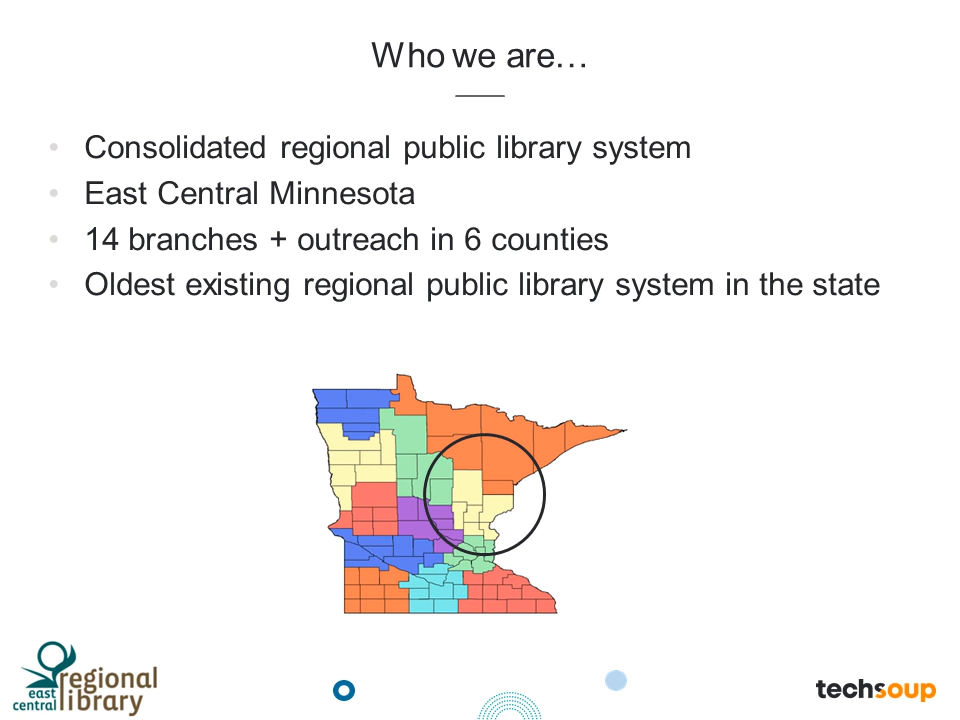 Who we are…
• Consolidated regional public library system
• East Central Minnesota
• 14 branches + outreach in 6 counties
• Oldest existing regional public library system in the state
east central regional library
techsoup